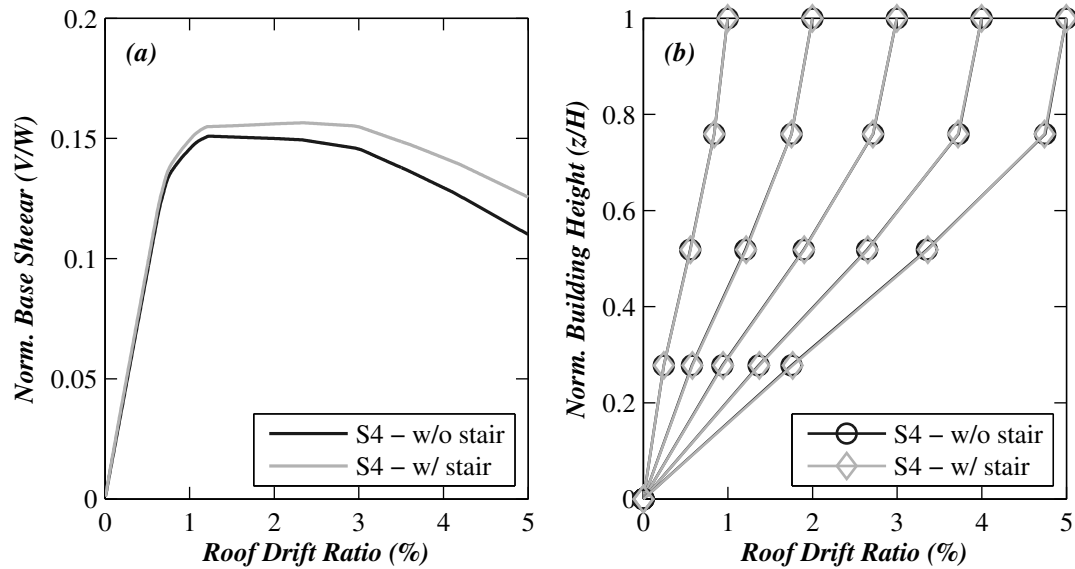 (a)
Norm. Base Sheear (V/W)
0.2
0.15
0.1
0.05
0
0 1 2 3 4 5
Roof Drift Ratio (%)
S4 – w/o stair
S4 – w/ stair
(b)
Norm. Building Height (z/H)
1
0.8
0.6
0.4
0.2
0
0 1 2 3 4 5
Roof Drift Ratio (%)
S4 – w/o stair
S4 – w/ stair